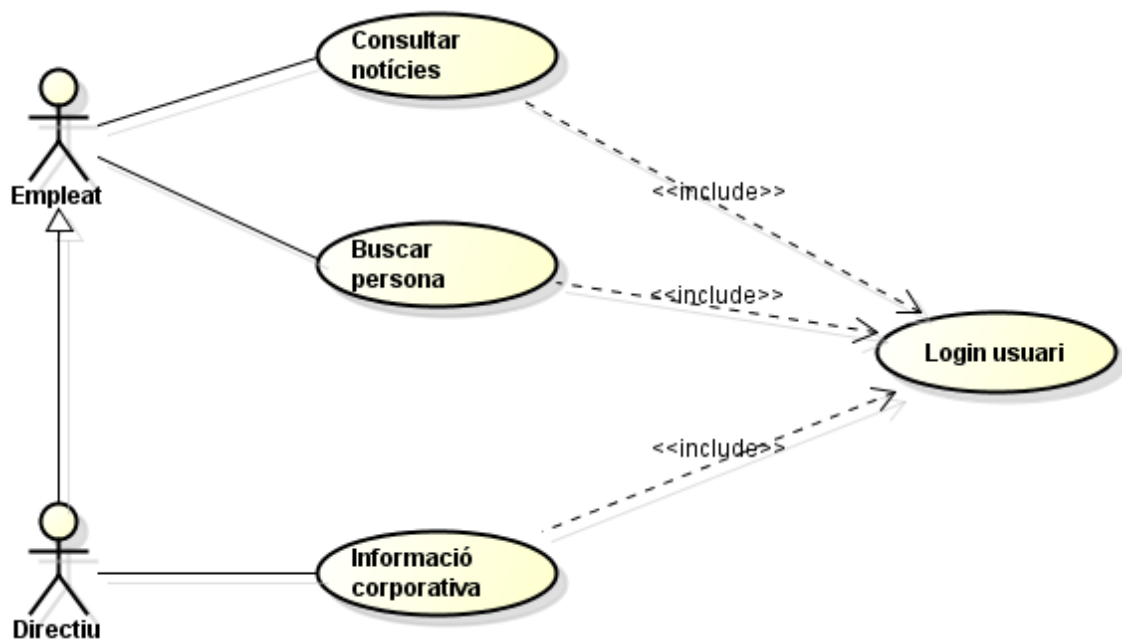 Consultar
notícies
Empleat
<<include>>
Buscar
persona
<<include>>
Login usuari
<<include>>
Informació
corporativa
Directiu